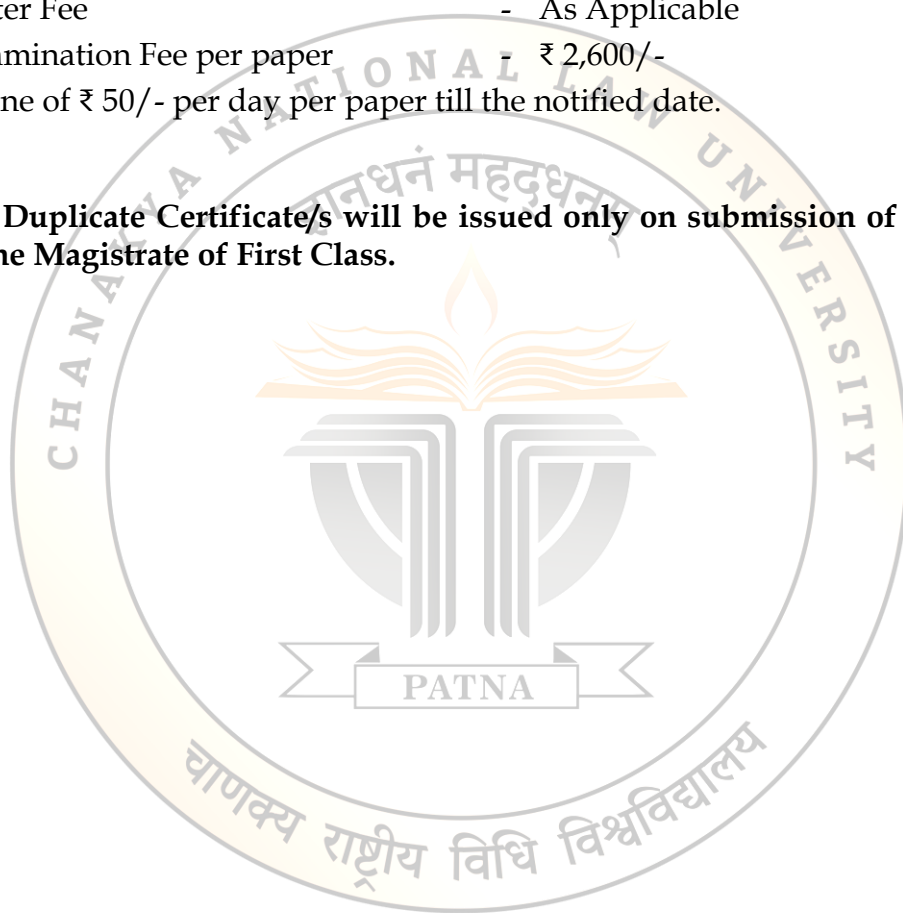 ter Fee - As Applicable
mination Fee per paper - ₹ 2,600/-
ne of ₹ 50/- per day per paper till the notified date.
Duplicate Certificate/s will be issued only on submission of
ne Magistrate of First Class.
CHANAKYA NATIONAL LAW UNIVERSITY
ज्ञानधनं महद्धनम्
PATNA
चाणक्य राष्ट्रीय विधि विश्वविद्यालय